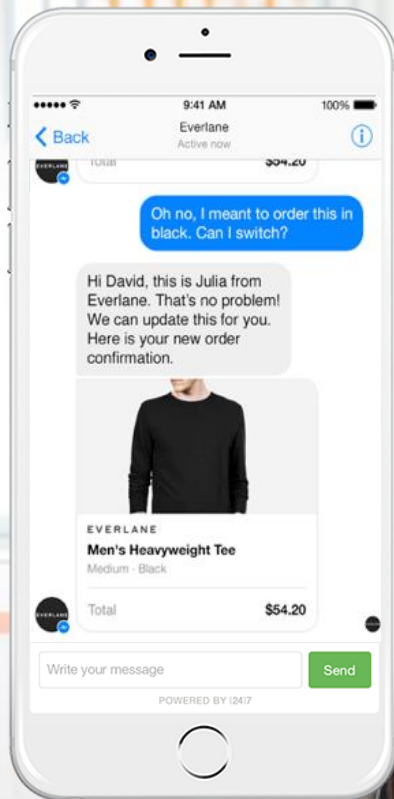 9:41 AM
100%
Back
Everlane
Active now
Total
$54.20
Oh no, I meant to order this in
black. Can I switch?
Hi David, this is Julia from
Everlane. That's no problem!
We can update this for you.
Here is your new order
confirmation.
EVERLANE
Men's Heavyweight Tee
Medium - Black
EVERLANE
Total
$54.20
Write your message
Send
POWERED BY [24]7